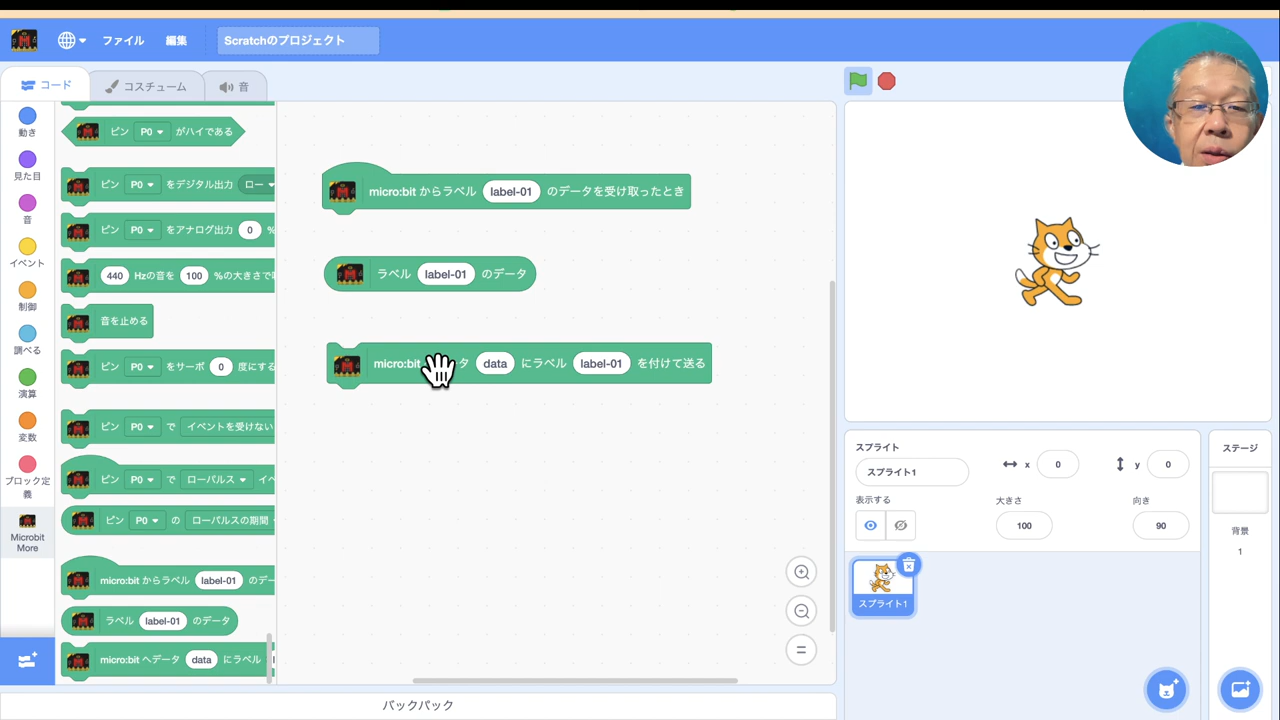 ファイル
編集
Scratchのプロジェクト
コード
コスチューム
音
動き
見た目
音
イベント
制御
調べる
演算
変数
ブロック定
義
Microbit
More
ピン P0 がハイである
ピン P0 をデジタル出力 ロー
ピン P0 をアナログ出力 0 %
440 Hzの音を 100 %の大きさで
音を止める
ピン P0 をサーボ 0 度にする
ピン P0 で イベントを受けない
ピン P0 で ローパルス イベ
ピン P0 の ローパルスの期間
micro:bit からラベル label-01 のデー
ラベル label-01 のデータ
micro:bit へデータ data にラベル
micro:bit からラベル label-01 のデータを受け取ったとき
ラベル label-01 のデータ
micro:bit タ data にラベル label-01 を付けて送る
バックパック
スプライト
スプライト1
x 0
y 0
表示する
大きさ
100
向き
90
スプライト1
ステージ
背景
1